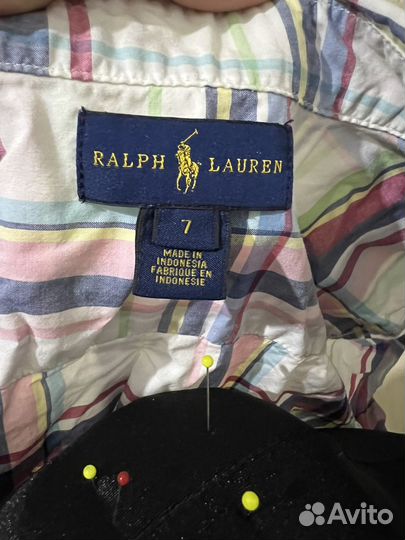 RALPH LAUREN
7
MADE IN
INDONESIA
FABRIQUE EN
INDONESIE
Avito